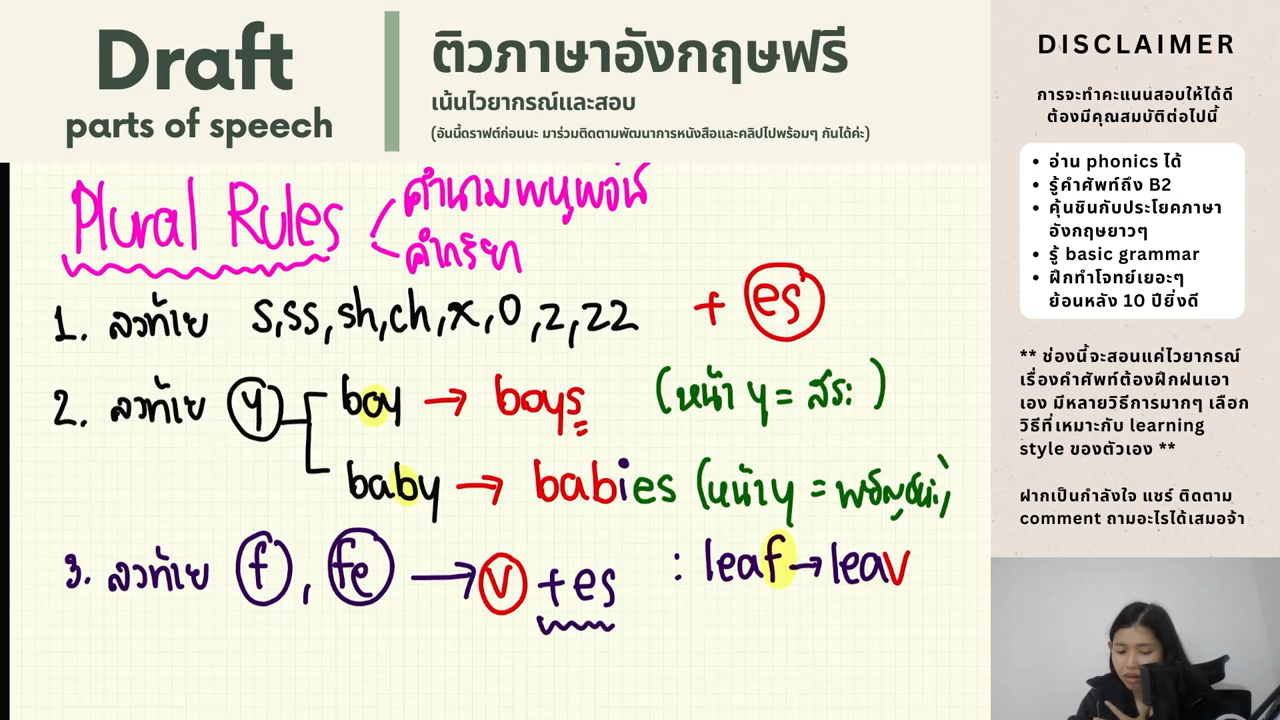 Draft
parts of speech
ติวภาษาอังกฤษฟรี
เน้นไวยากรณ์และสอบ
(อันนี้ดราฟต์ก่อนนะ มาร่วมติดตามพัฒนาการหนังสือและคลิปไปพร้อมๆ กันได้ค่ะ)
Plural Rules
คำนามพหูพจน์
คำกริยา
1. ลงท้าย s, ss, sh, ch, x, o, z, zz + es
2. ลงท้าย y
boy → boys (หน้า y = สระ)
baby → babies (หน้า y = พยัญชนะ)
3. ลงท้าย f, fe → v + es : leaf → leav
DISCLAIMER
การจะทำคะแนนสอบให้ได้ดี
ต้องมีคุณสมบัติต่อไปนี้
• อ่าน phonics ได้
• รู้คำศัพท์ถึง B2
• คุ้นชินกับประโยคภาษา
อังกฤษยาวๆ
• รู้ basic grammar
• ฝึกทำโจทย์เยอะๆ
ย้อนหลัง 10 ปียิ่งดี
** ช่องนี้จะสอนแค่ไวยากรณ์
เรื่องคำศัพท์ต้องฝึกฝนเอา
เอง มีหลายวิธีการมากๆ เลือก
วิธีที่เหมาะกับ learning
style ของตัวเอง **
ฝากเป็นกำลังใจ แชร์ ติดตาม
comment ถามอะไรได้เสมอจ้า